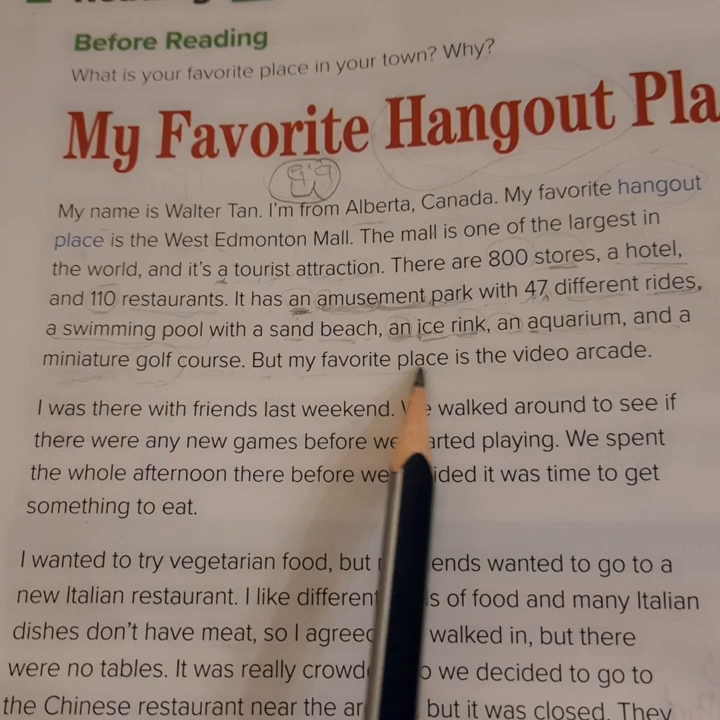 Before Reading
What is your favorite place in your town? Why?
My Favorite Hangout Pla
My name is Walter Tan. I'm from Alberta, Canada. My favorite hangout
place is the West Edmonton Mall. The mall is one of the largest in
the world, and it's a tourist attraction. There are 800 stores, a hotel,
and 110 restaurants. It has an amusement park with 47 different rides,
a swimming pool with a sand beach, an ice rink, an aquarium, and a
miniature golf course. But my favorite place is the video arcade.
I was there with friends last weekend. walked around to see if
there were any new games before we arted playing. We spent
the whole afternoon there before we ided it was time to get
something to eat.
I wanted to try vegetarian food, but ends wanted to go to a
new Italian restaurant. I like different s of food and many Italian
dishes don't have meat, so I agreed walked in, but there
were no tables. It was really crowd o we decided to go to
the Chinese restaurant near the ar but it was closed. They